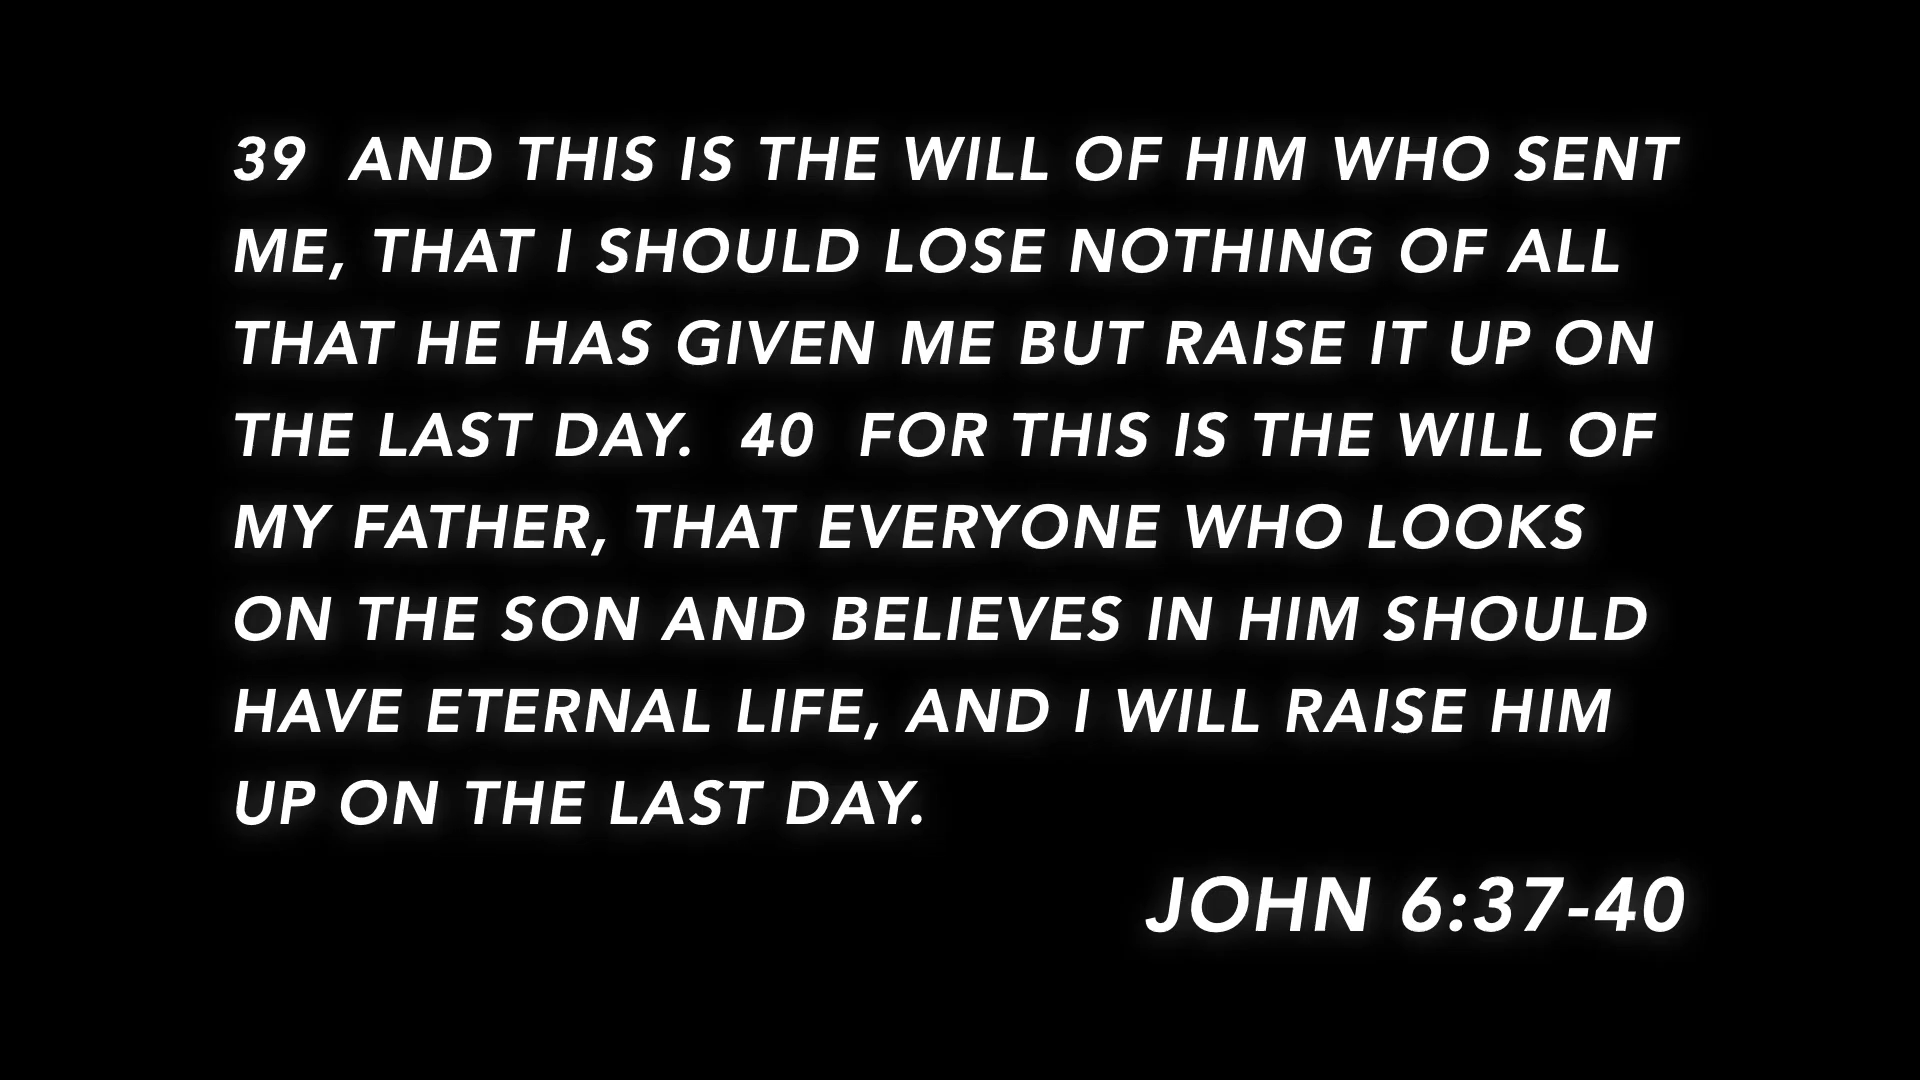 39  AND THIS IS THE WILL OF HIM WHO SENT
ME, THAT I SHOULD LOSE NOTHING OF ALL
THAT HE HAS GIVEN ME BUT RAISE IT UP ON
THE LAST DAY.  40  FOR THIS IS THE WILL OF
MY FATHER, THAT EVERYONE WHO LOOKS
ON THE SON AND BELIEVES IN HIM SHOULD
HAVE ETERNAL LIFE, AND I WILL RAISE HIM
UP ON THE LAST DAY.
JOHN 6:37-40